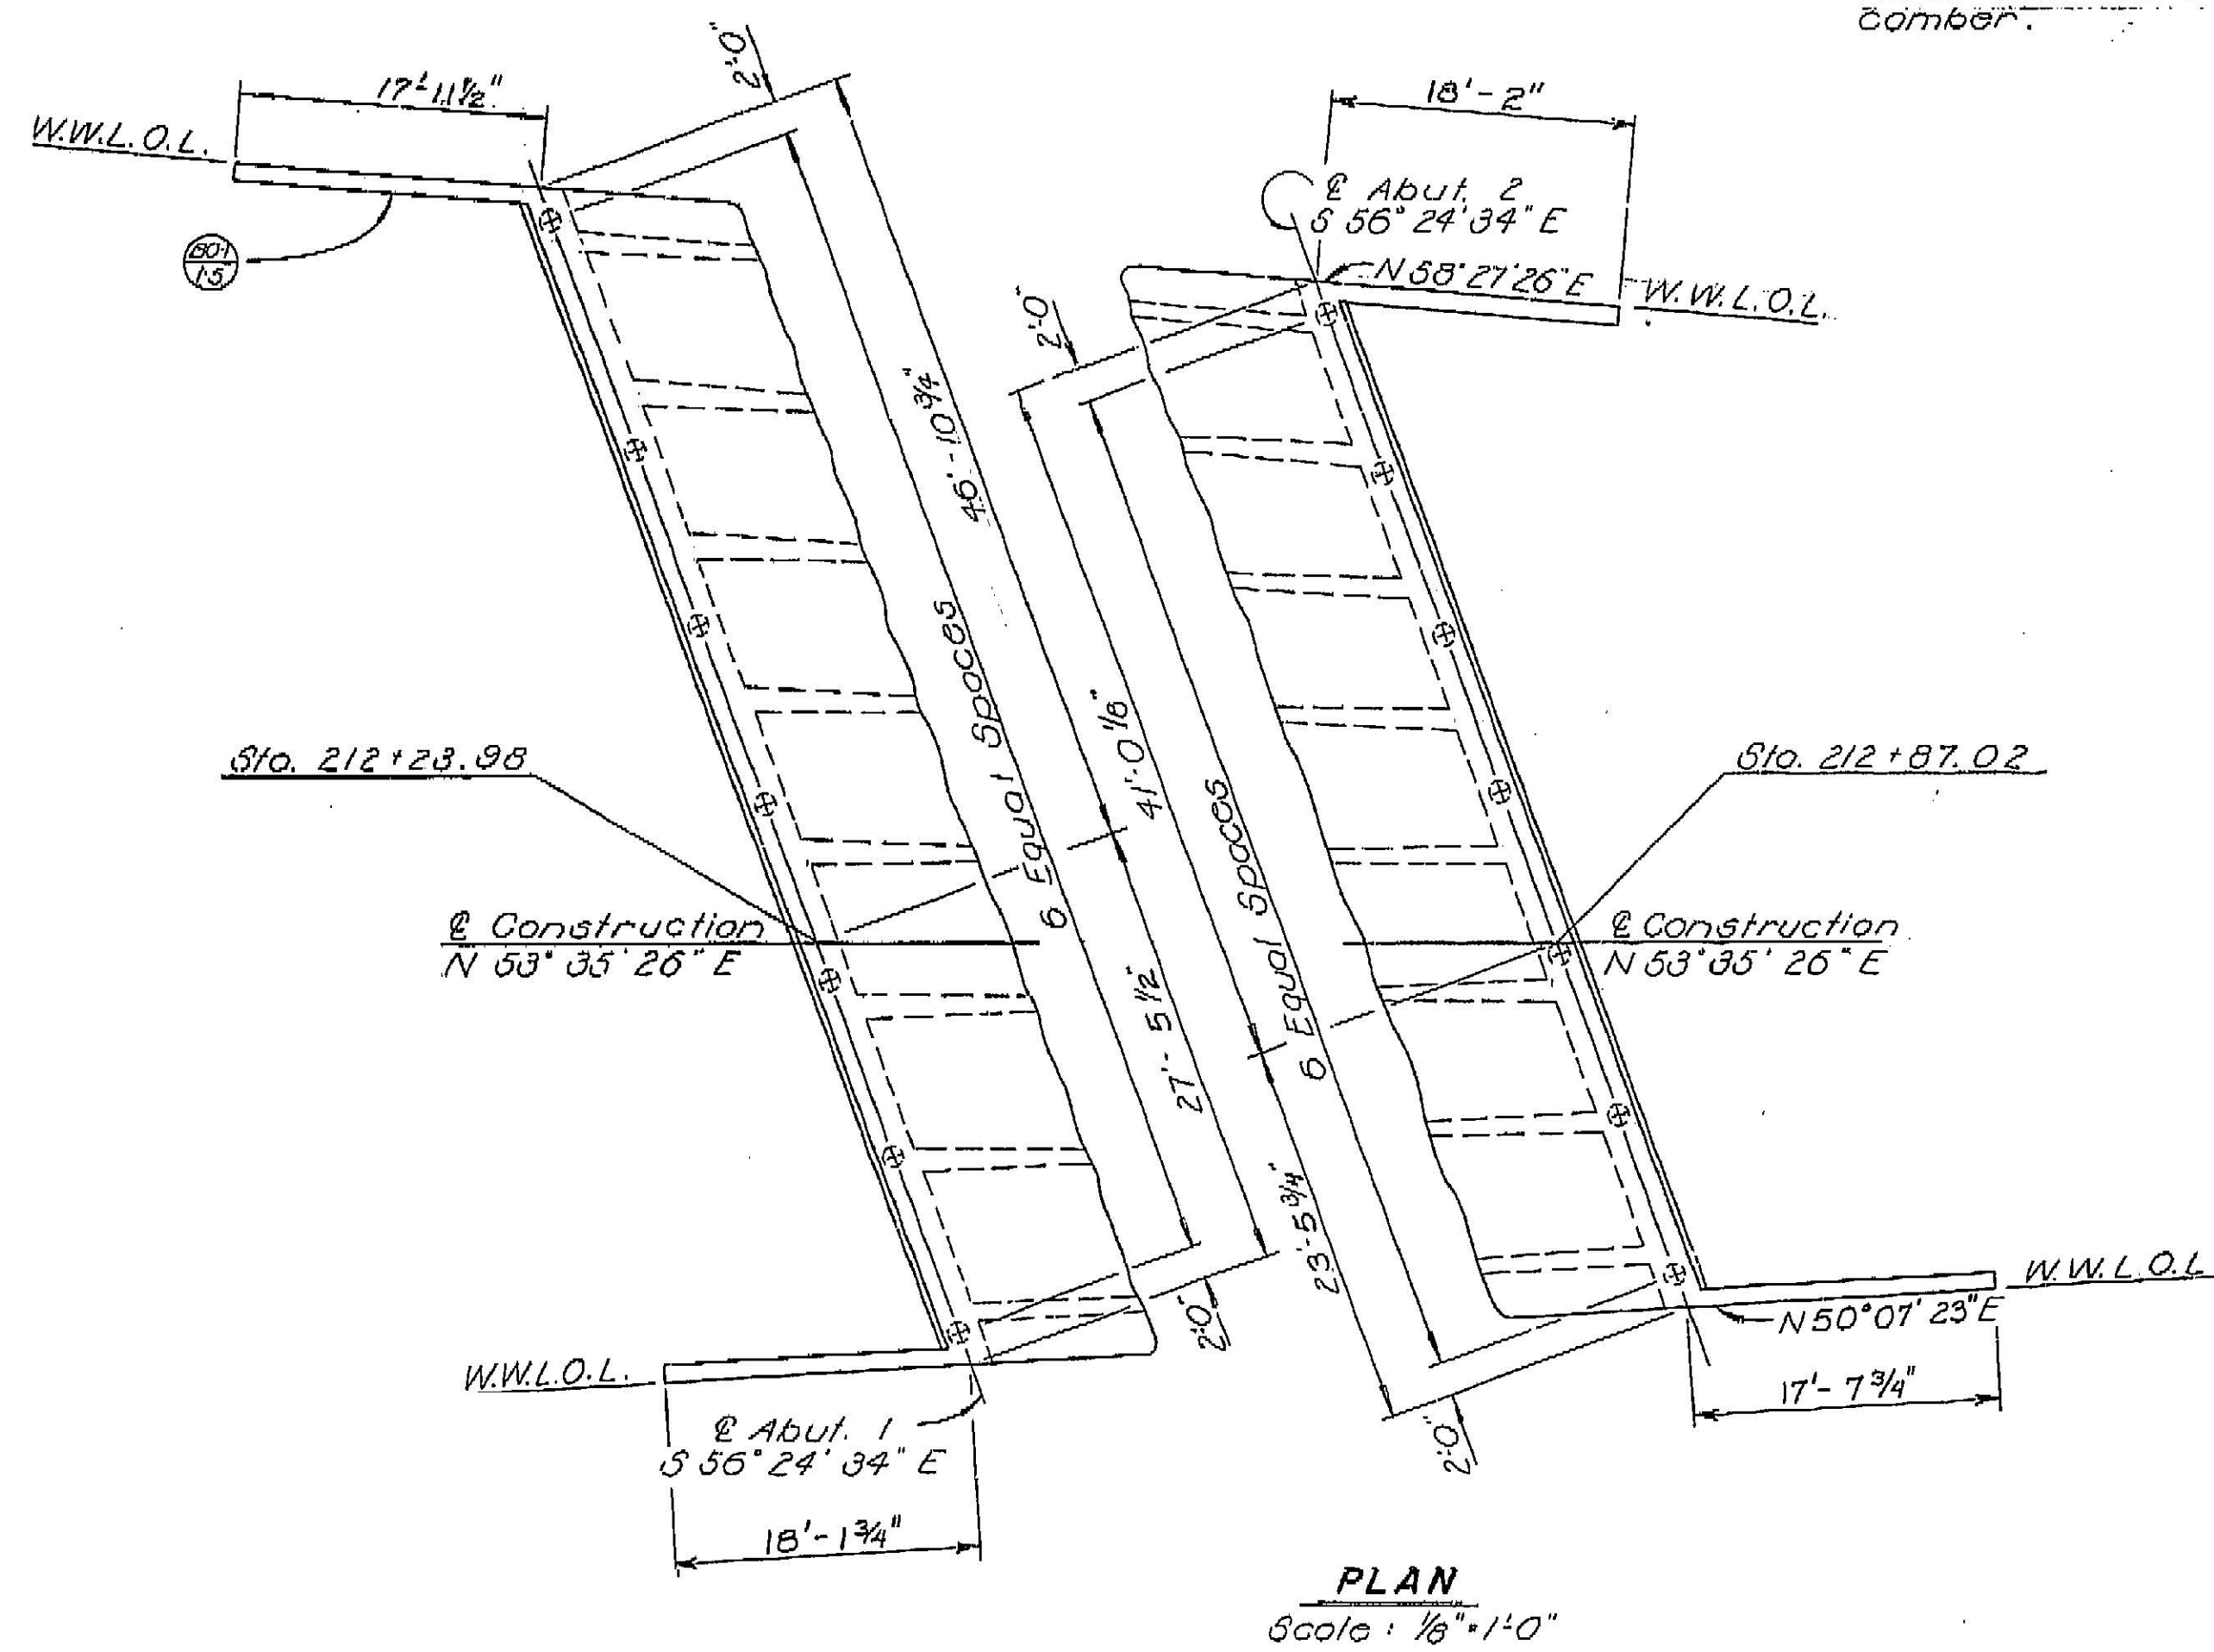 camber.
2'-0"
17'-11½"
18'-2"
W.W.L.O.L.
℄ Abut. 2
S 56° 24' 34" E
N 58° 27' 26" E
W.W.L.O.L.
2'-0"
46'-10¾"
41'-0⅛"
6 Equal Spaces
6 Equal Spaces
Sta. 212+23.98
Sta. 212+87.02
℄ Construction
N 53° 35' 26" E
℄ Construction
N 53° 35' 26" E
27'-5½"
23'-5¾"
W.W.L.O.L
N 50° 07' 23" E
2'-0"
W.W.L.O.L.
17'-7¾"
℄ Abut. 1
S 56° 24' 34" E
2'-0"
18'-1¾"
PLAN
Scale: ⅛"=1'-0"